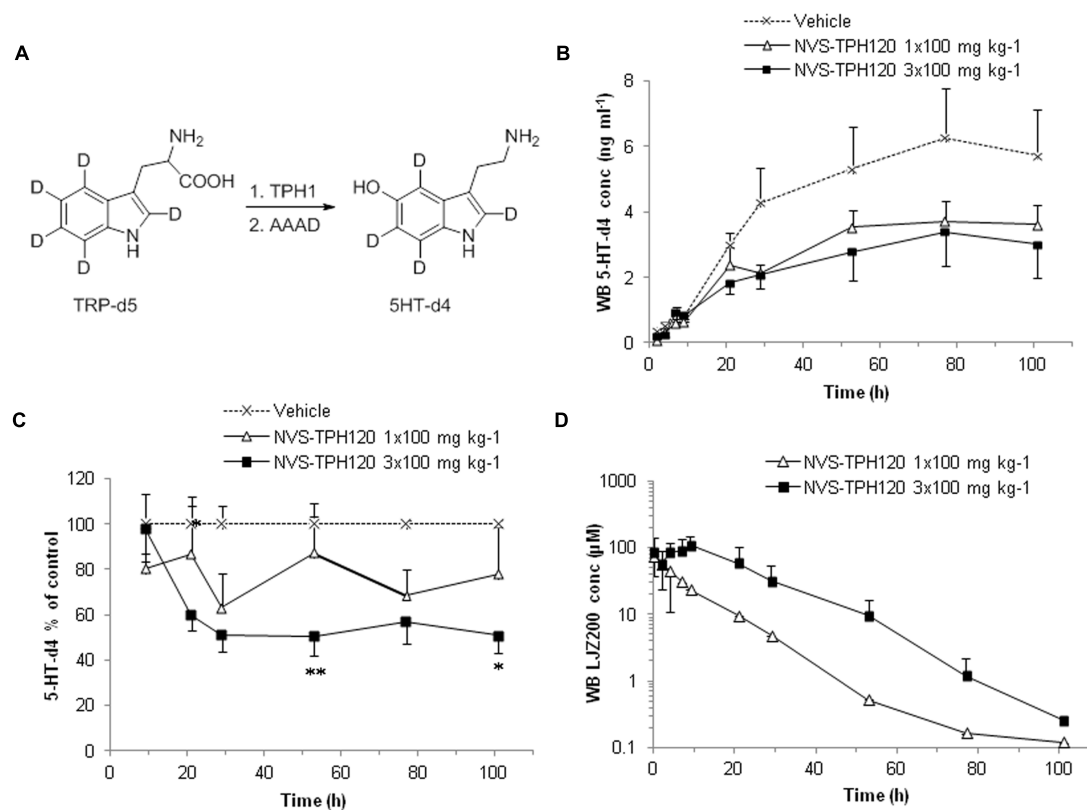 A
NH₂
D
D
COOH
D
D
N
H
D
TRP-d5
1. TPH1
2. AAAD
NH₂
D
HO
D
D
N
H
D
5HT-d4
B
Vehicle
NVS-TPH120 1x100 mg kg-1
NVS-TPH120 3x100 mg kg-1
WB 5-HT-d4 conc (ng ml⁻¹)
8
6
4
2
0
0 20 40 60 80 100
Time (h)
C
Vehicle
NVS-TPH120 1x100 mg kg-1
NVS-TPH120 3x100 mg kg-1
5-HT-d4 % of control
120
100
80
60
40
20
0
*
**
*
0 20 40 60 80 100
Time (h)
D
NVS-TPH120 1x100 mg kg-1
NVS-TPH120 3x100 mg kg-1
WB LJZ200 conc (µM)
1000
100
10
1
0.1
0 20 40 60 80 100
Time (h)